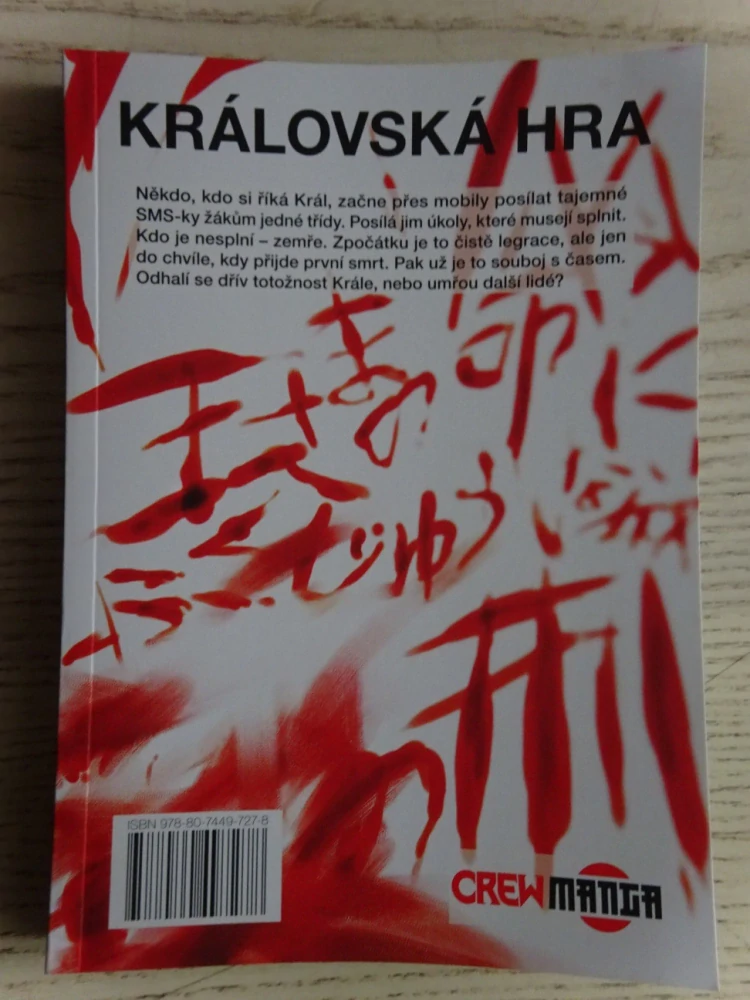 KRÁLOVSKÁ HRA
Někdo, kdo si říká Král, začne přes mobily posílat tajemné
SMS-ky žákům jedné třídy. Posílá jim úkoly, které musejí splnit.
Kdo je nesplní – zemře. Zpočátku je to čistě legrace, ale jen
do chvíle, kdy přijde první smrt. Pak už je to souboj s časem.
Odhalí se dřív totožnost Krále, nebo umřou další lidé?
ISBN 978-80-7449-727-8
CREW MANGA